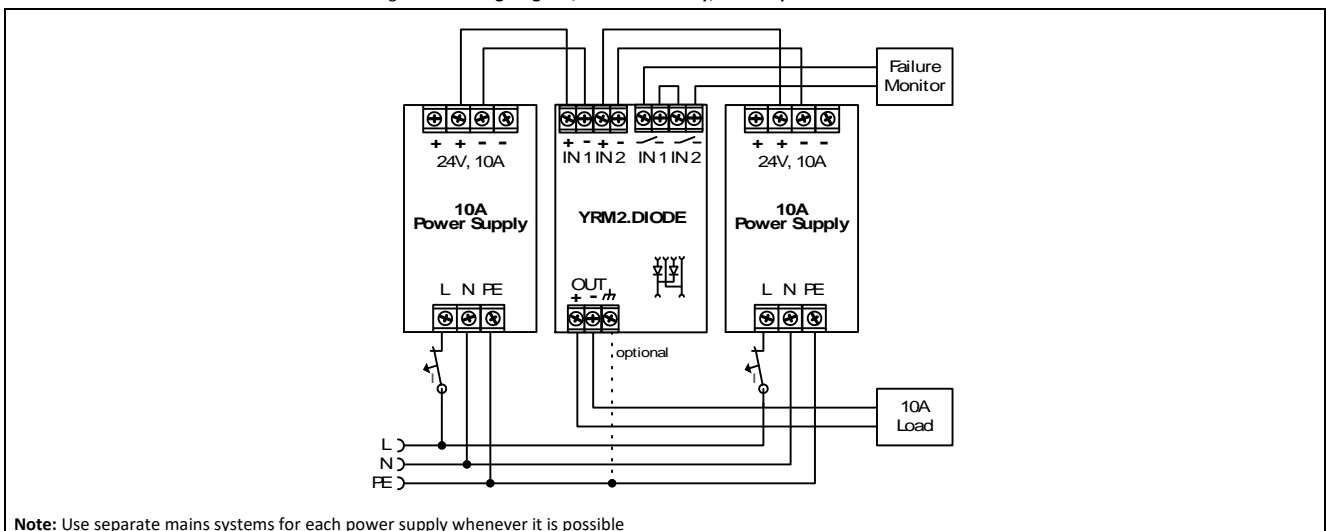 Failure
Monitor
+ + - -
24V, 10A
10A
Power Supply
L N PE
+ - + -
IN 1 IN 2 IN 1 IN 2
YRM2.DIODE
OUT
+ -
optional
+ + - -
24V, 10A
10A
Power Supply
L N PE
I
I
10A
Load
L
N
PE
Note: Use separate mains systems for each power supply whenever it is possible